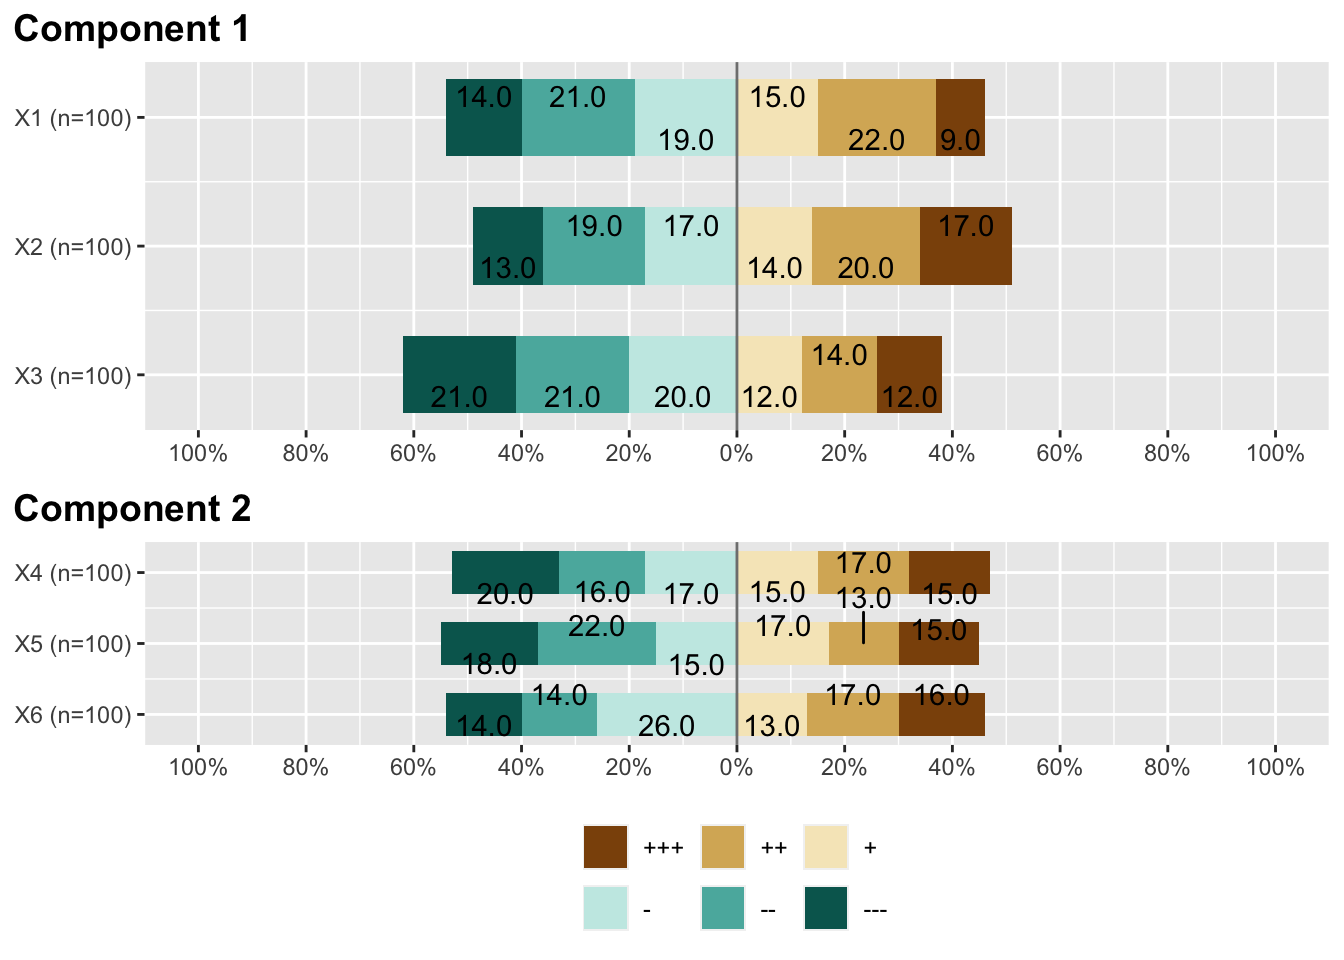 Component 1
14.0 21.0 15.0
X1 (n=100)
19.0 22.0 9.0
19.0 17.0 17.0
X2 (n=100)
13.0 14.0 20.0
14.0
X3 (n=100)
21.0 21.0 20.0 12.0 12.0
100% 80% 60% 40% 20% 0% 20% 40% 60% 80% 100%
Component 2
17.0
X4 (n=100)
20.0 16.0 17.0 15.0 13.0 15.0
22.0 17.0 15.0
X5 (n=100)
18.0 15.0
14.0 17.0 16.0
X6 (n=100)
14.0 26.0 13.0
100% 80% 60% 40% 20% 0% 20% 40% 60% 80% 100%
+++ ++ +
- -- ---